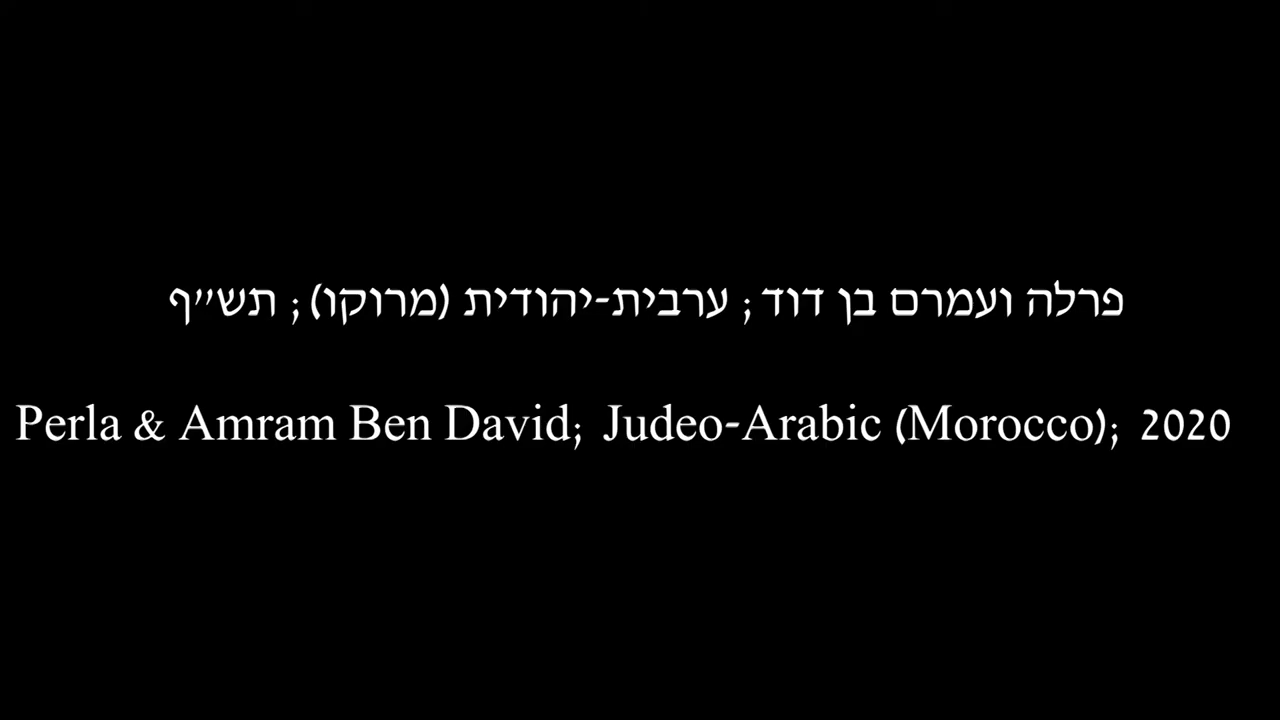 פרלה ועמרם בן דוד; ערבית-יהודית (מרוקו); תש״ף
Perla & Amram Ben David; Judeo-Arabic (Morocco); 2020